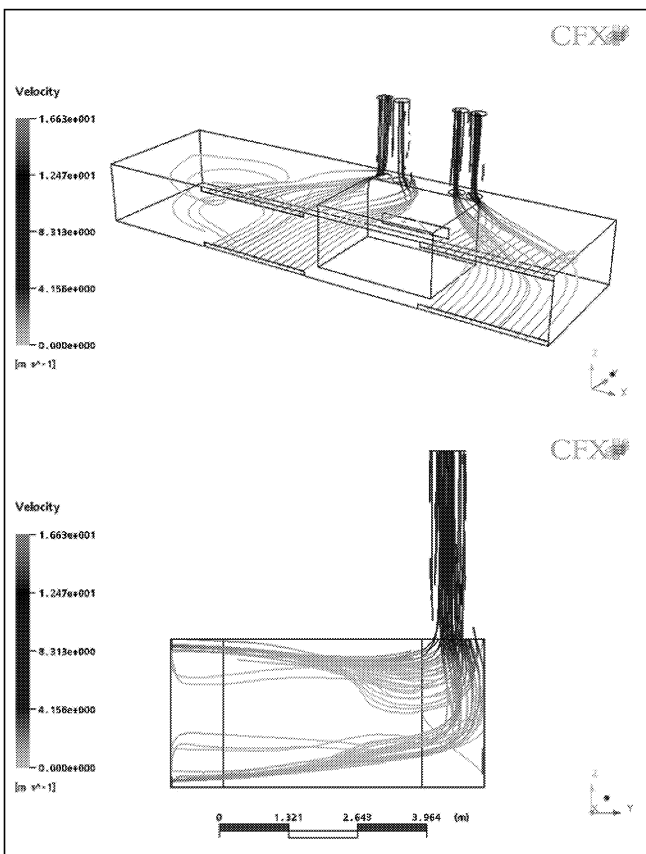 CFX
Velocity
1.663e+001
1.247e+001
8.313e+000
4.156e+000
0.000e+000
[m s^-1]
Z
Y
X
CFX
Velocity
1.663e+001
1.247e+001
8.313e+000
4.156e+000
0.000e+000
[m s^-1]
Z
X Y
0 1.321 2.643 3.964 (m)